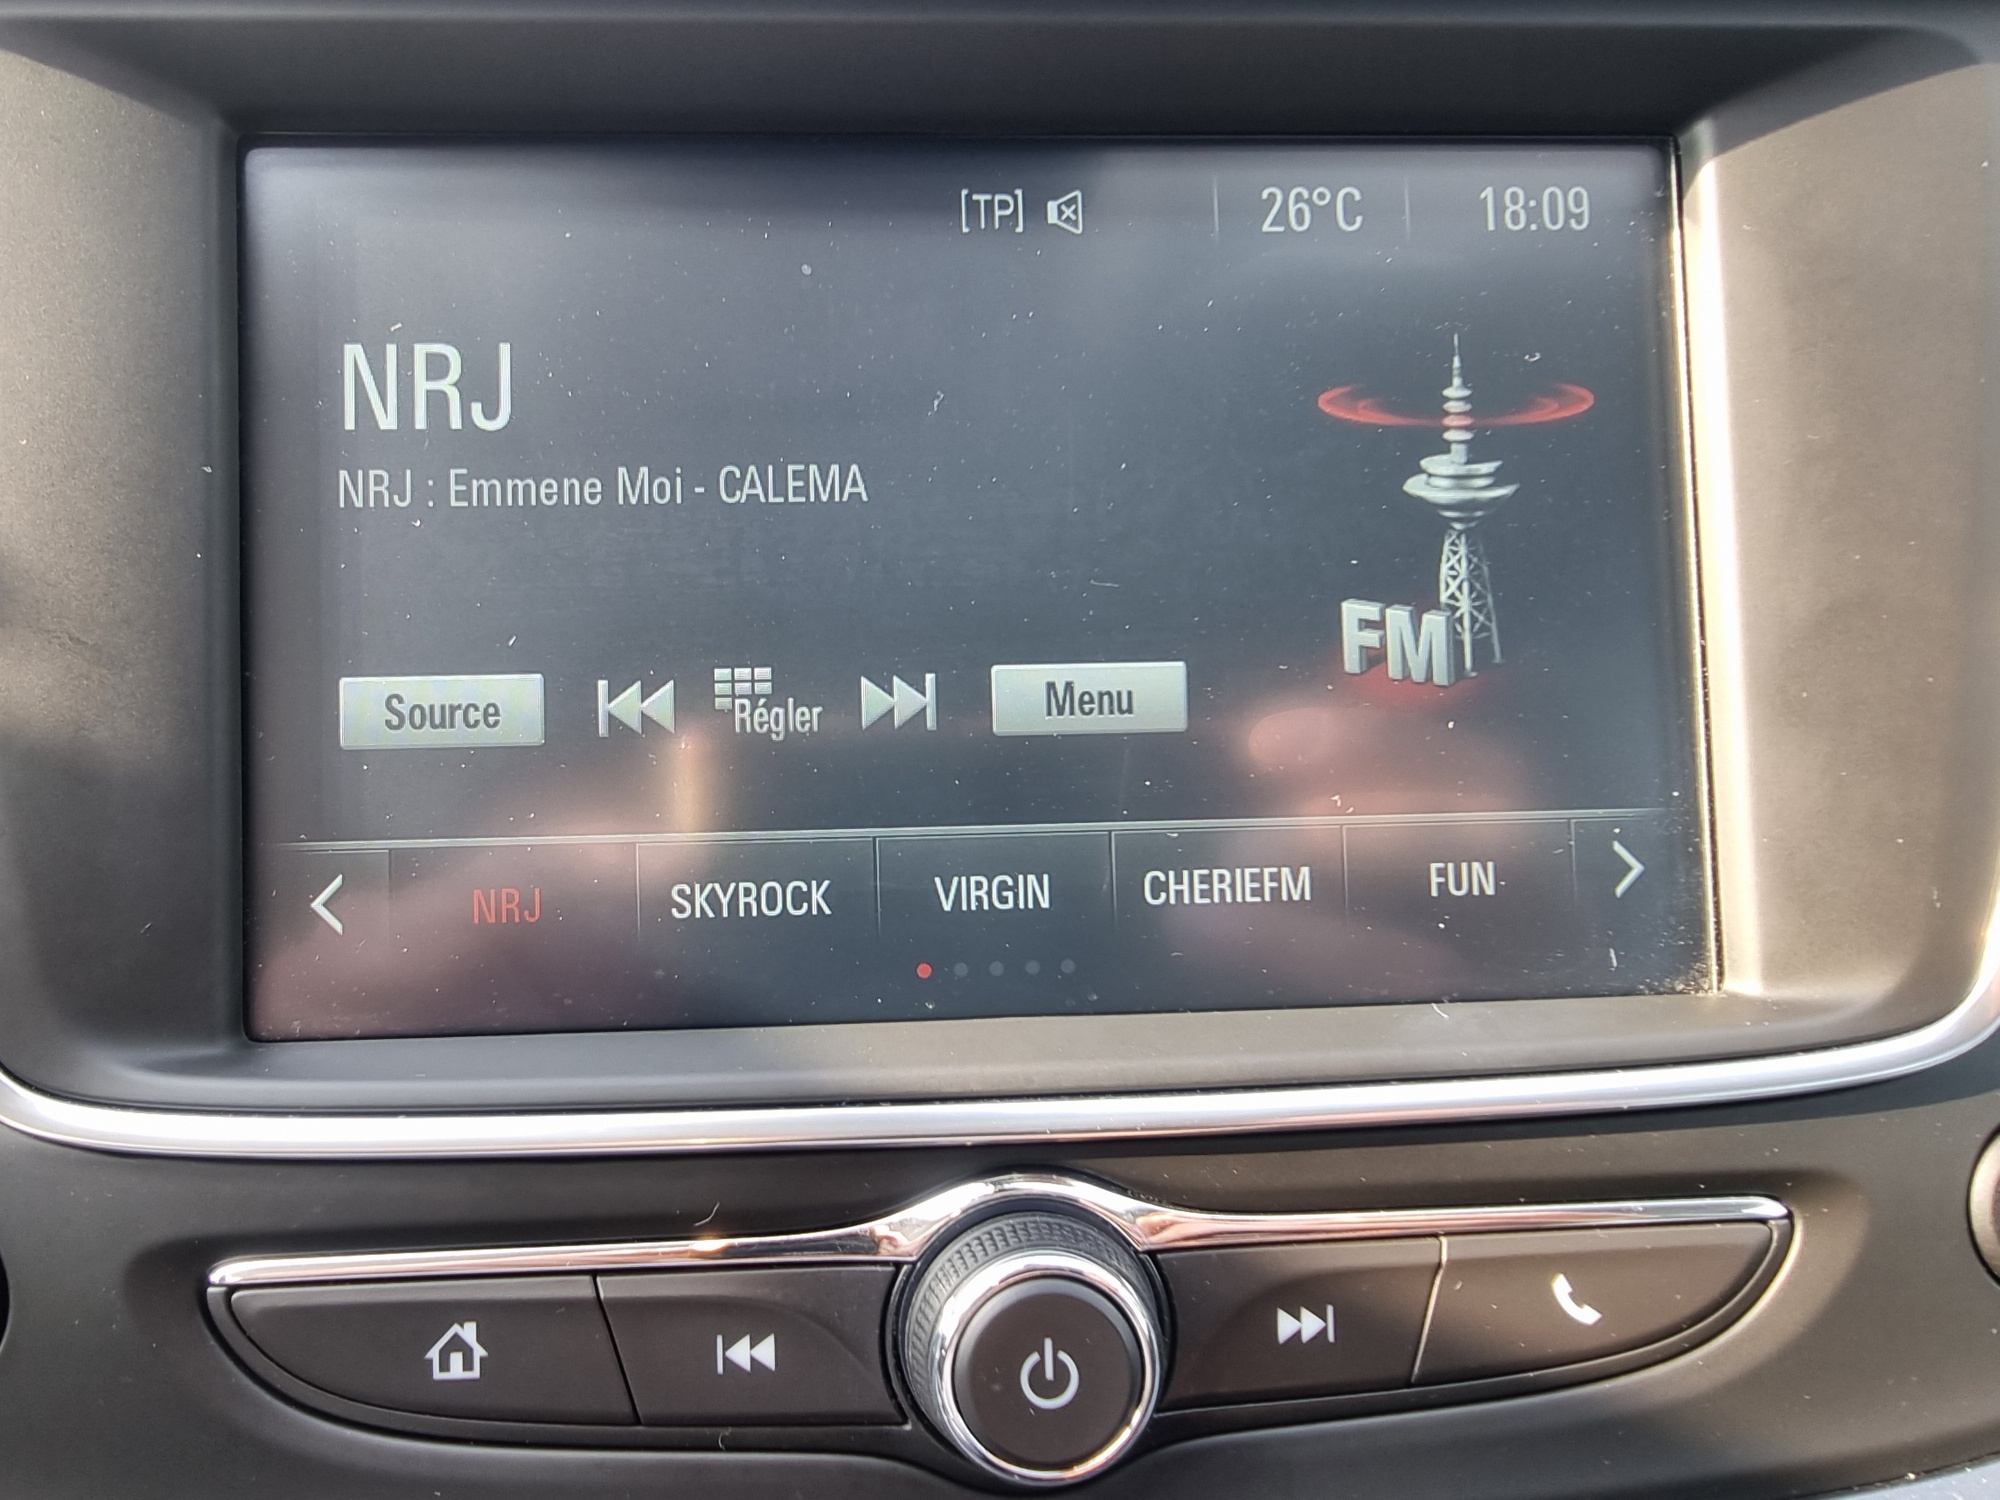 [TP] 26°C 18:09
NRJ
NRJ : Emmene Moi - CALEMA
FM
Source Régler Menu
NRJ SKYROCK VIRGIN CHERIEFM FUN